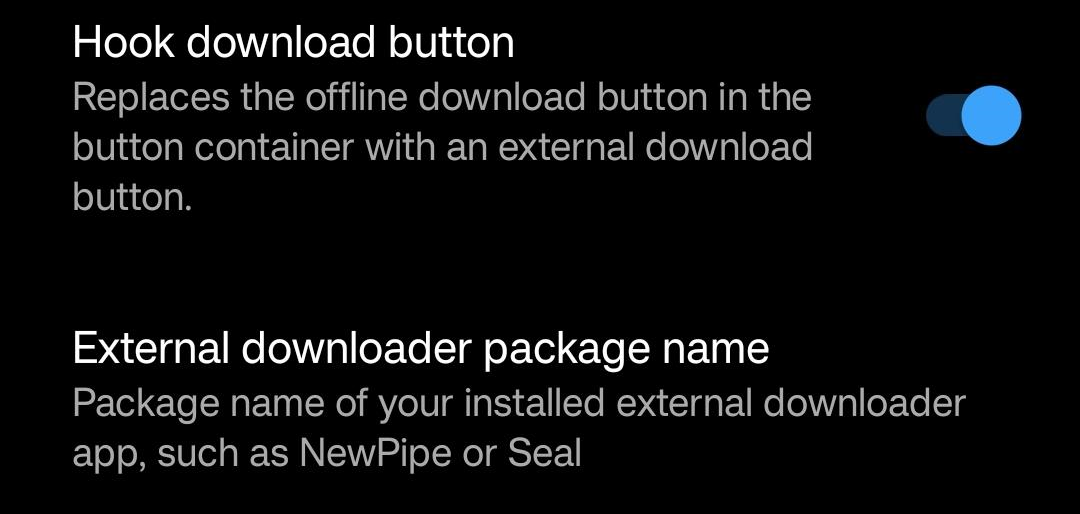 Hook download button
Replaces the offline download button in the
button container with an external download
button.
External downloader package name
Package name of your installed external downloader
app, such as NewPipe or Seal